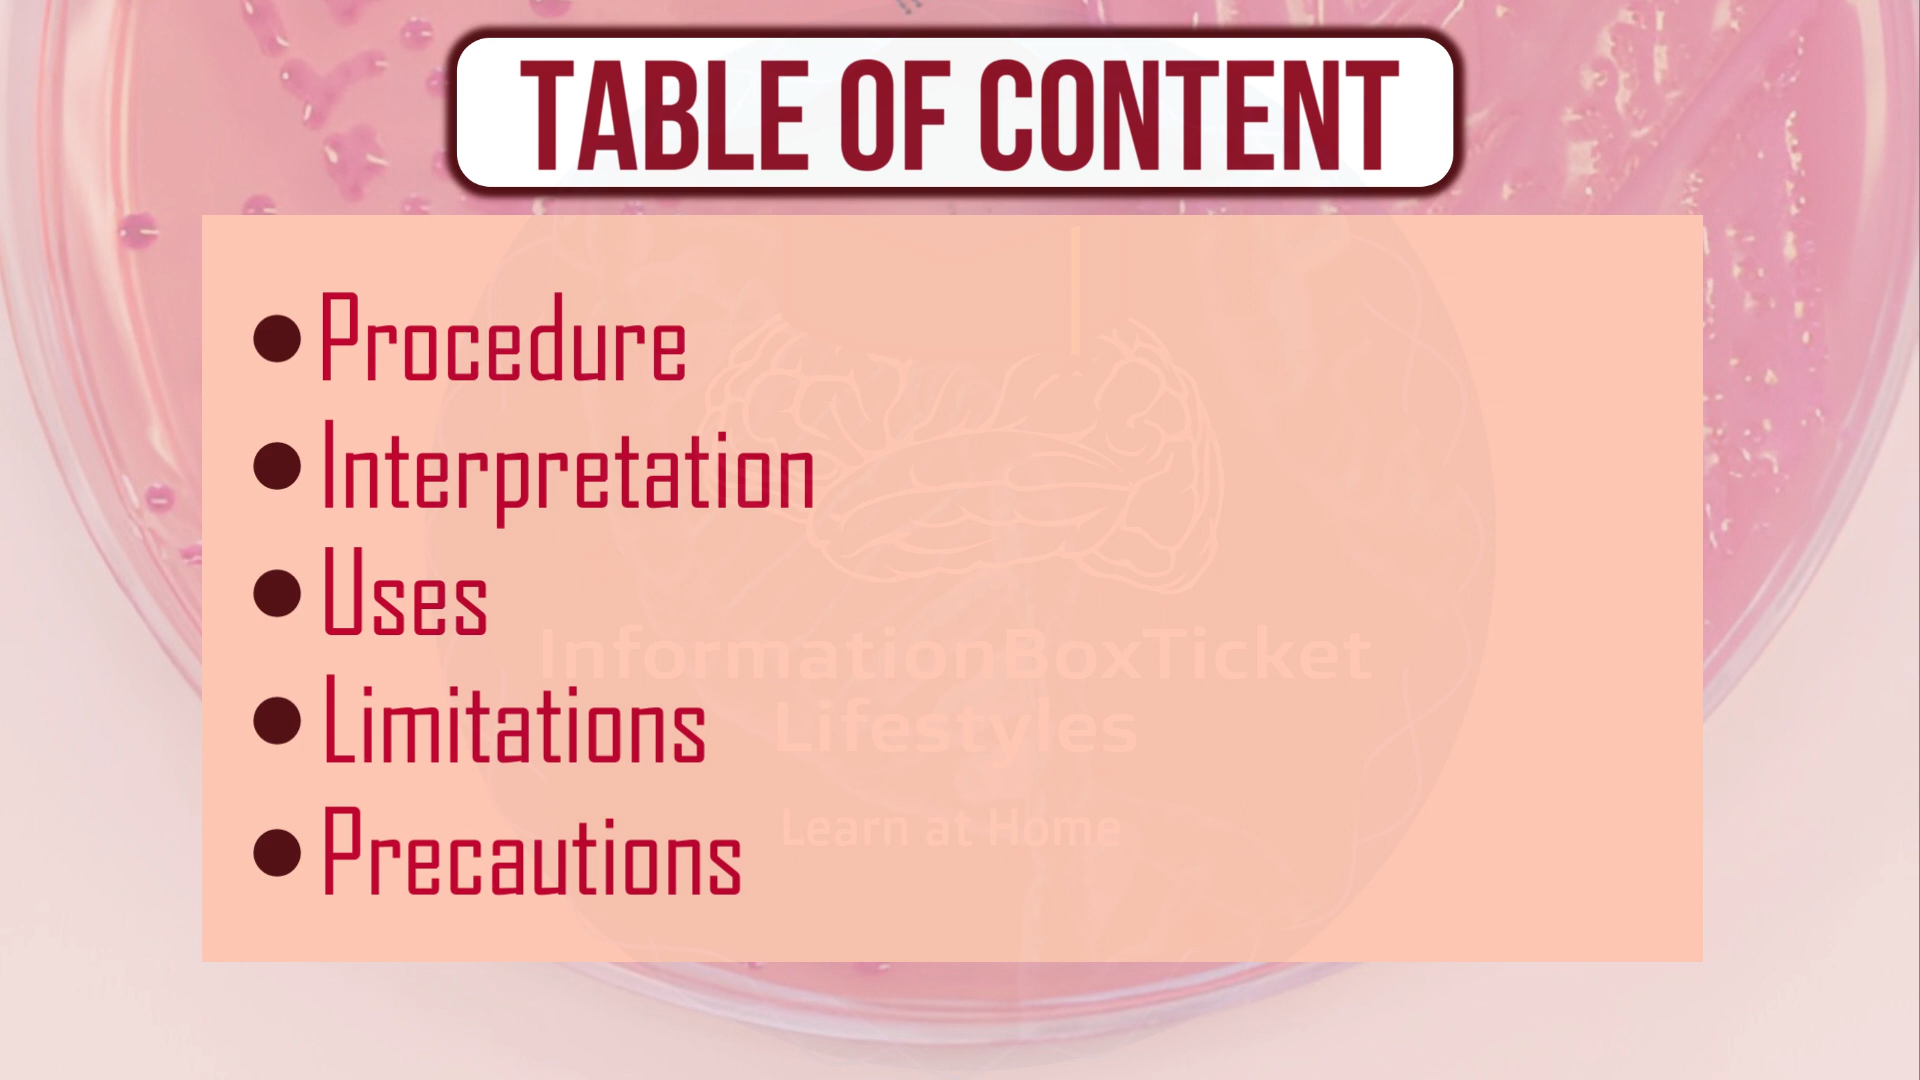 TABLE OF CONTENT
Procedure
Interpretation
Uses
InformationBoxTicket
Lifestyles
Limitations
Learn at Home
Precautions